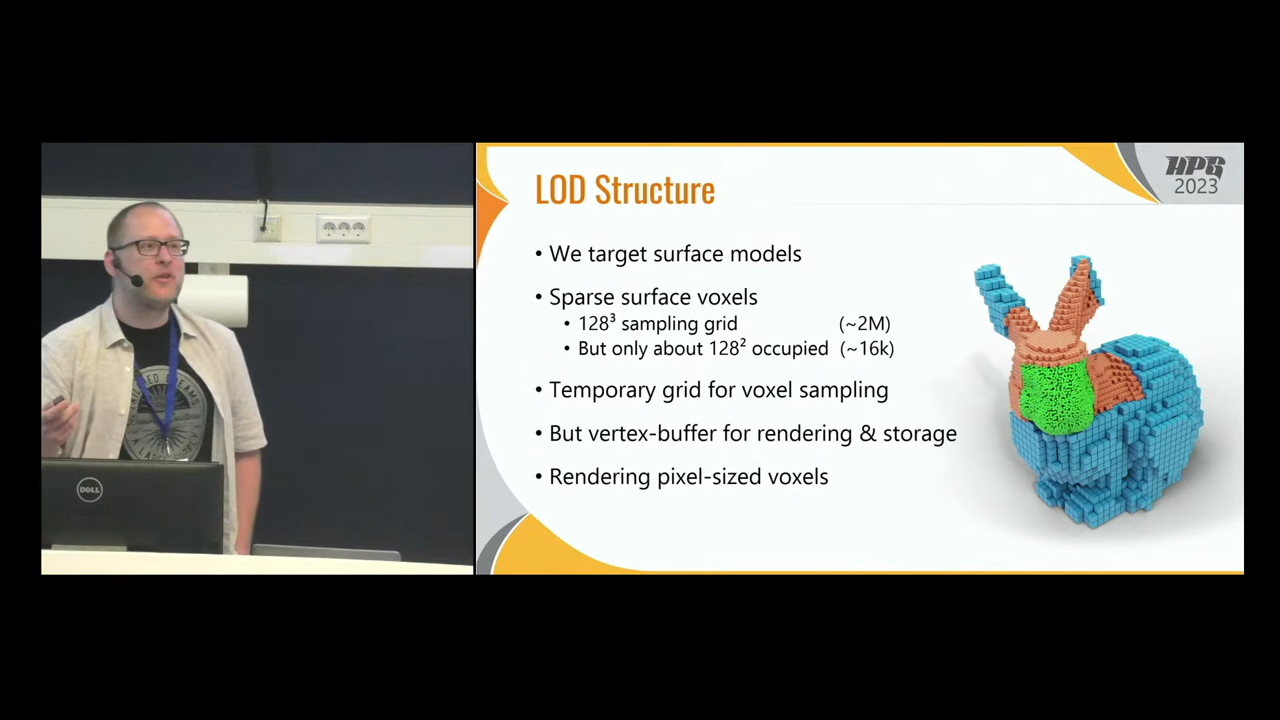 LOD Structure
HPG
2023
• We target surface models
• Sparse surface voxels
• 128³ sampling grid (~2M)
• But only about 128² occupied (~16k)
• Temporary grid for voxel sampling
• But vertex-buffer for rendering & storage
• Rendering pixel-sized voxels
DELL